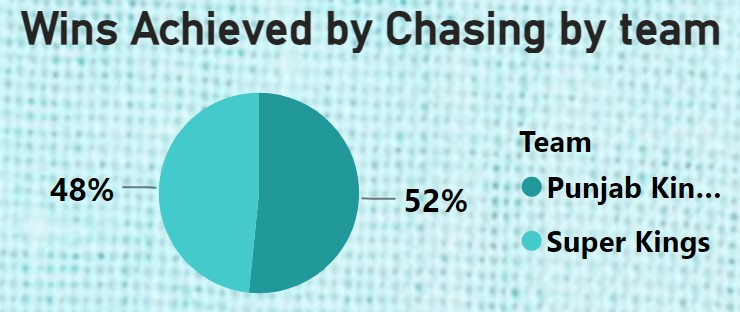 Wins Achieved by Chasing by team
48%
52%
Team
Punjab Kin...
Super Kings